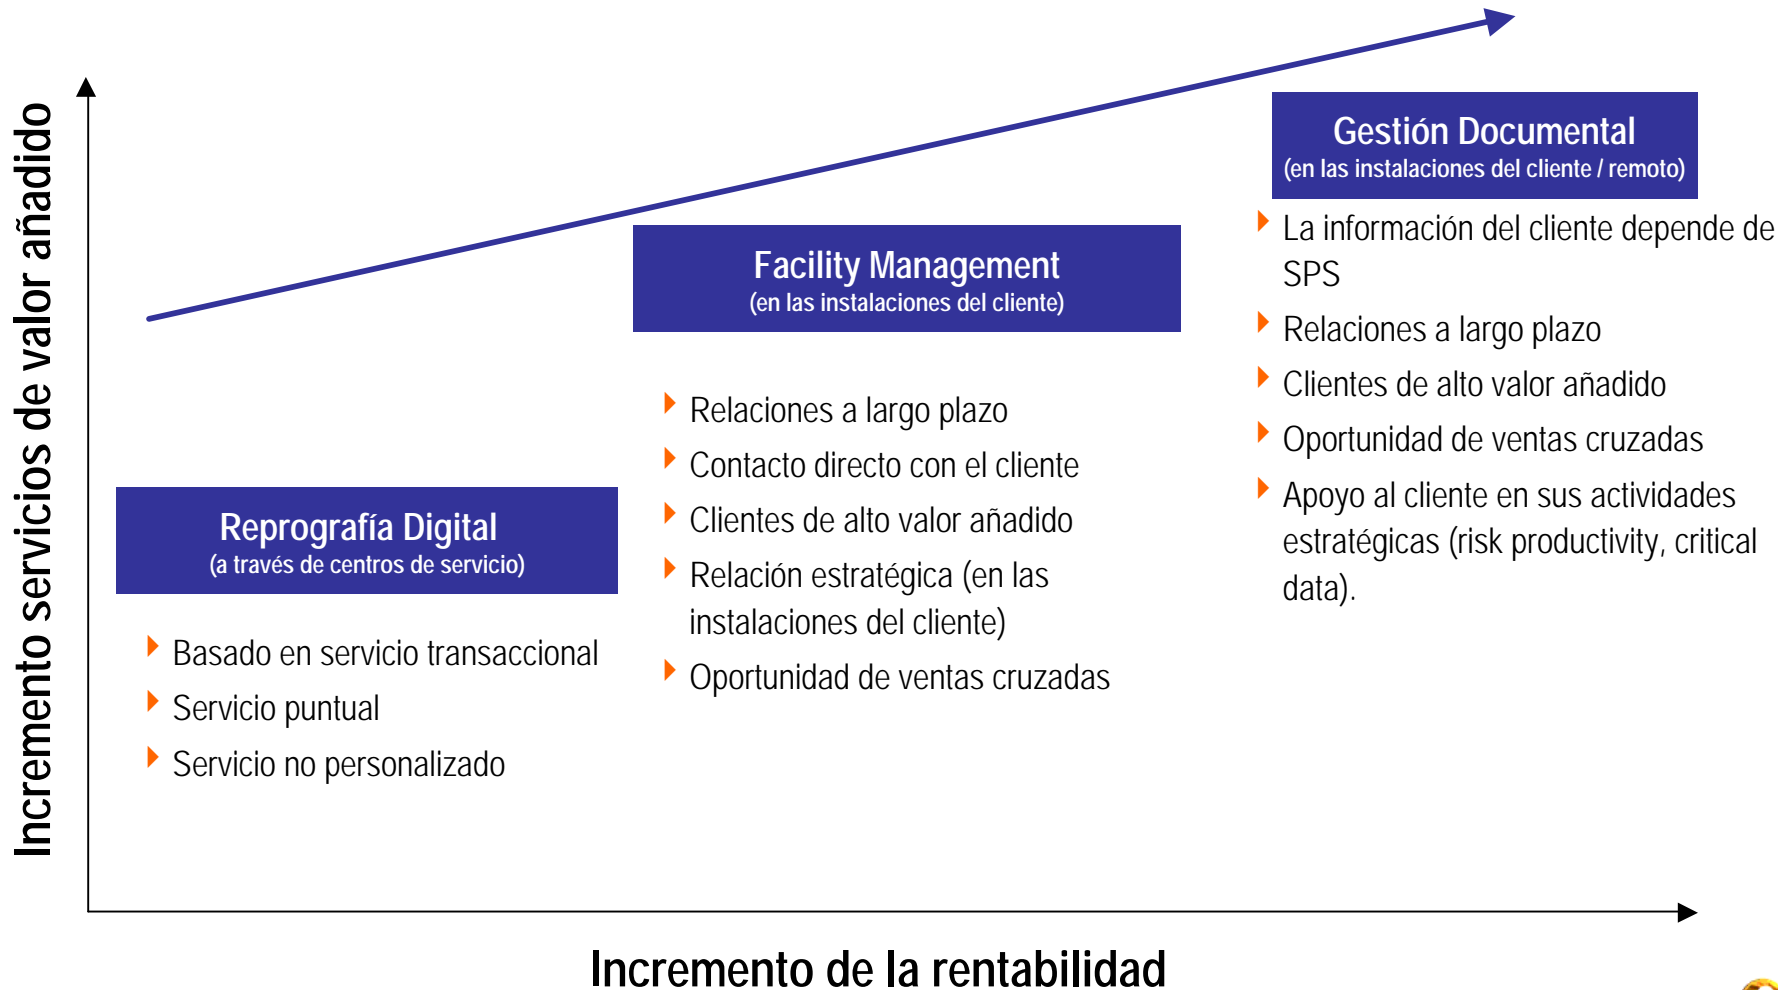 Incremento servicios de valor añadido
Reprografía Digital
(a través de centros de servicio)
Basado en servicio transaccional
Servicio puntual
Servicio no personalizado
Facility Management
(en las instalaciones del cliente)
Relaciones a largo plazo
Contacto directo con el cliente
Clientes de alto valor añadido
Relación estratégica (en las
instalaciones del cliente)
Oportunidad de ventas cruzadas
Gestión Documental
(en las instalaciones del cliente / remoto)
La información del cliente depende de
SPS
Relaciones a largo plazo
Clientes de alto valor añadido
Oportunidad de ventas cruzadas
Apoyo al cliente en sus actividades
estratégicas (risk productivity, critical
data).
Incremento de la rentabilidad